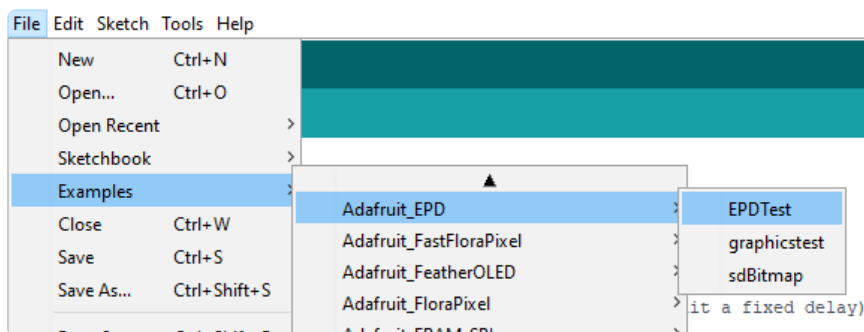 File Edit Sketch Tools Help
New Ctrl+N
Open... Ctrl+O
Open Recent >
Sketchbook >
Examples >
Close Ctrl+W
Save Ctrl+S
Save As... Ctrl+Shift+S
Adafruit_EPD >
Adafruit_FastFloraPixel >
Adafruit_FeatherOLED >
Adafruit_FloraPixel >
EPDTest
graphicstest
sdBitmap
it a fixed delay)